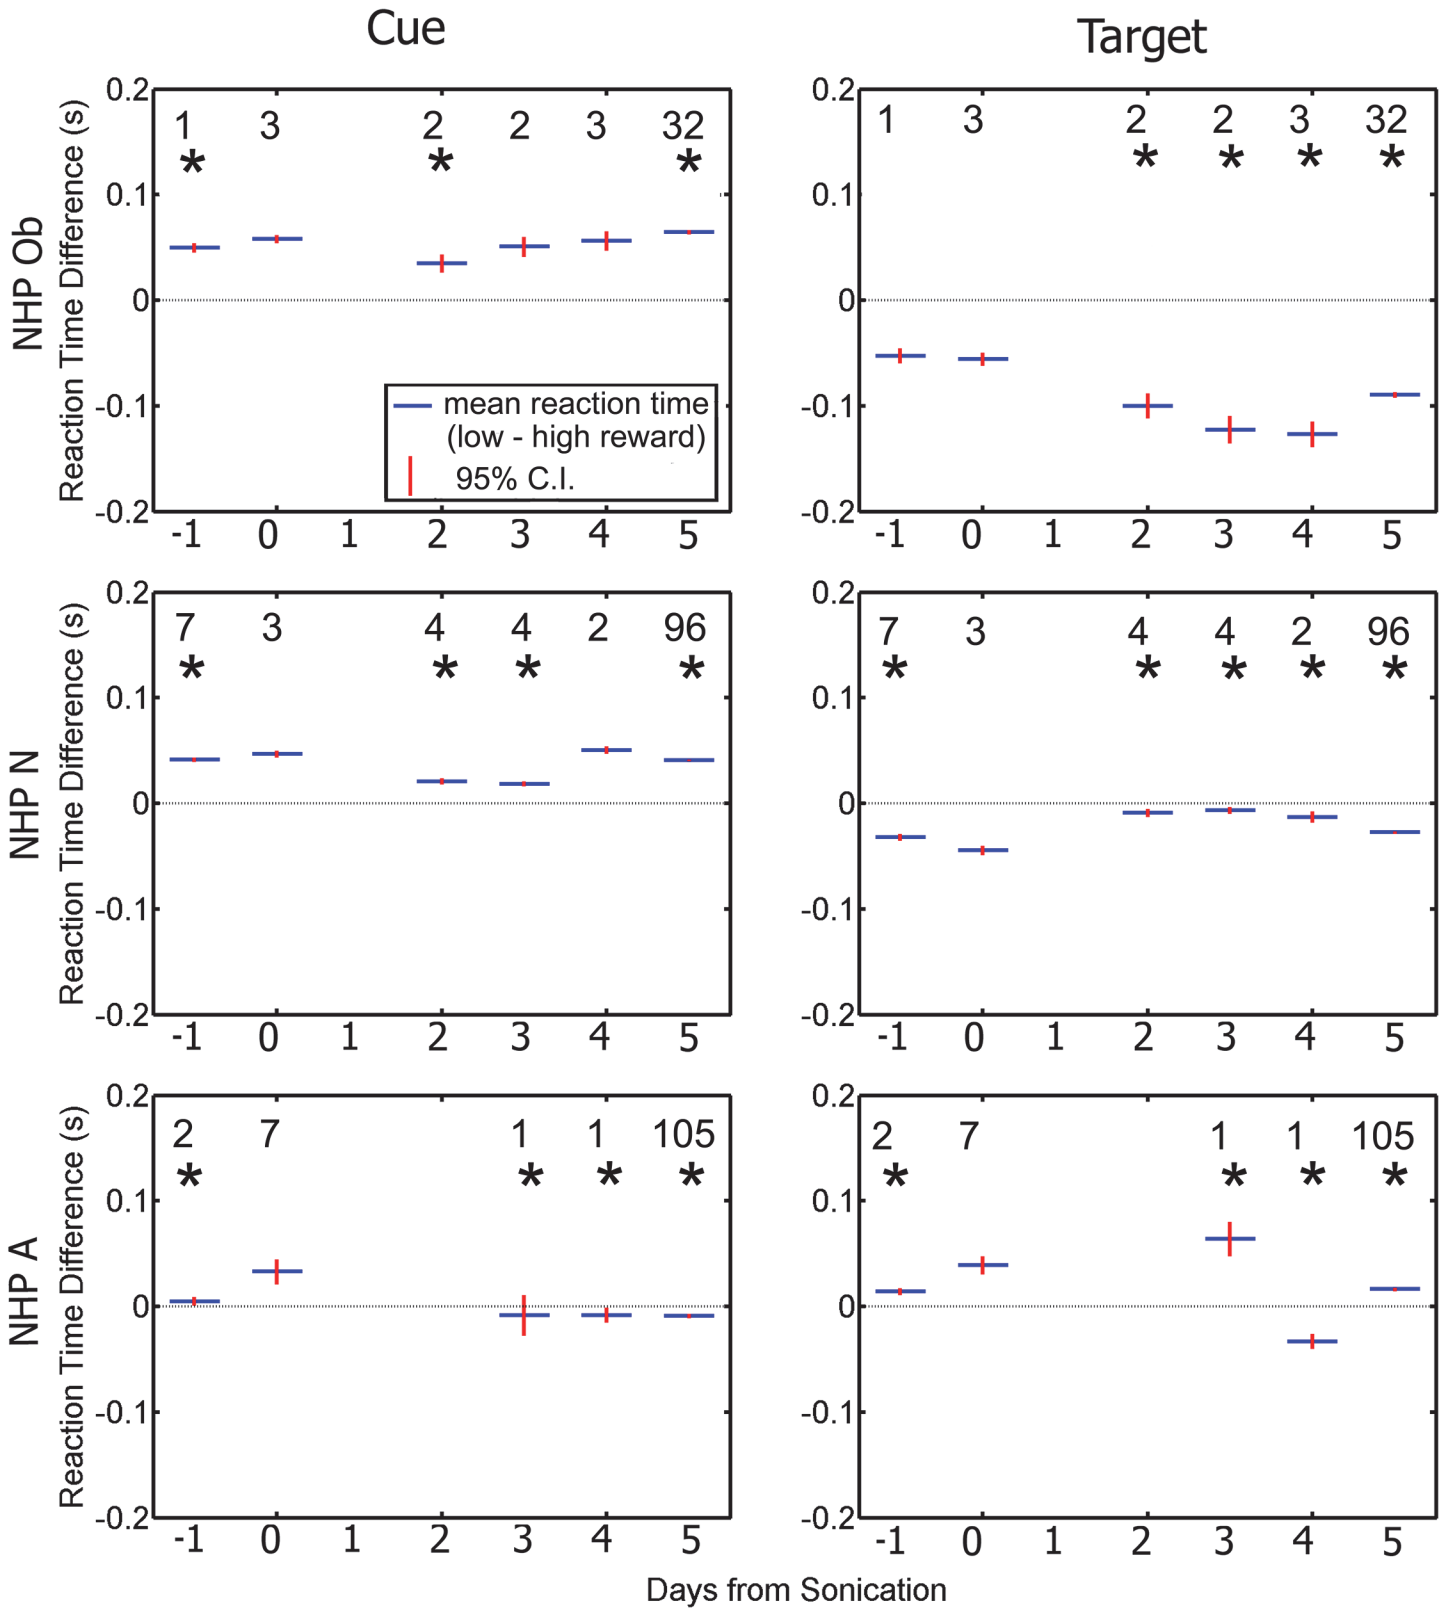 Cue
Target
NHP Ob
Reaction Time Difference (s)
0.2
0.1
0
-0.1
-0.2
1 3 2 2 3 32
* * *
mean reaction time
(low - high reward)
95% C.I.
-1 0 1 2 3 4 5
0.2
0.1
0
-0.1
-0.2
1 3 2 2 3 32
* * * *
-1 0 1 2 3 4 5
NHP N
Reaction Time Difference (s)
0.2
0.1
0
-0.1
-0.2
7 3 4 4 2 96
* * * *
-1 0 1 2 3 4 5
0.2
0.1
0
-0.1
-0.2
7 3 4 4 2 96
* * * * *
-1 0 1 2 3 4 5
NHP A
Reaction Time Difference (s)
0.2
0.1
0
-0.1
-0.2
2 7 1 1 105
* * * *
-1 0 1 2 3 4 5
0.2
0.1
0
-0.1
-0.2
2 7 1 1 105
* * * *
-1 0 1 2 3 4 5
Days from Sonication